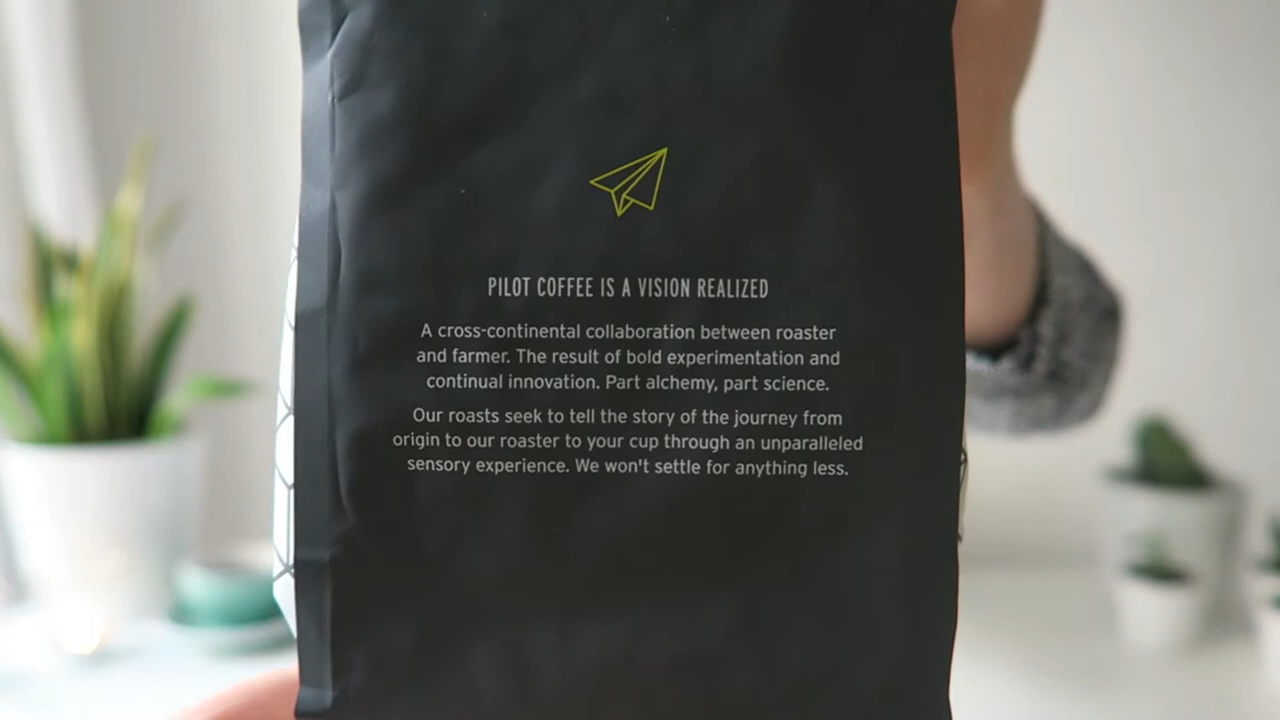 PILOT COFFEE IS A VISION REALIZED
A cross-continental collaboration between roaster
and farmer. The result of bold experimentation and
continual innovation. Part alchemy, part science.
Our roasts seek to tell the story of the journey from
origin to our roaster to your cup through an unparalleled
sensory experience. We won't settle for anything less.